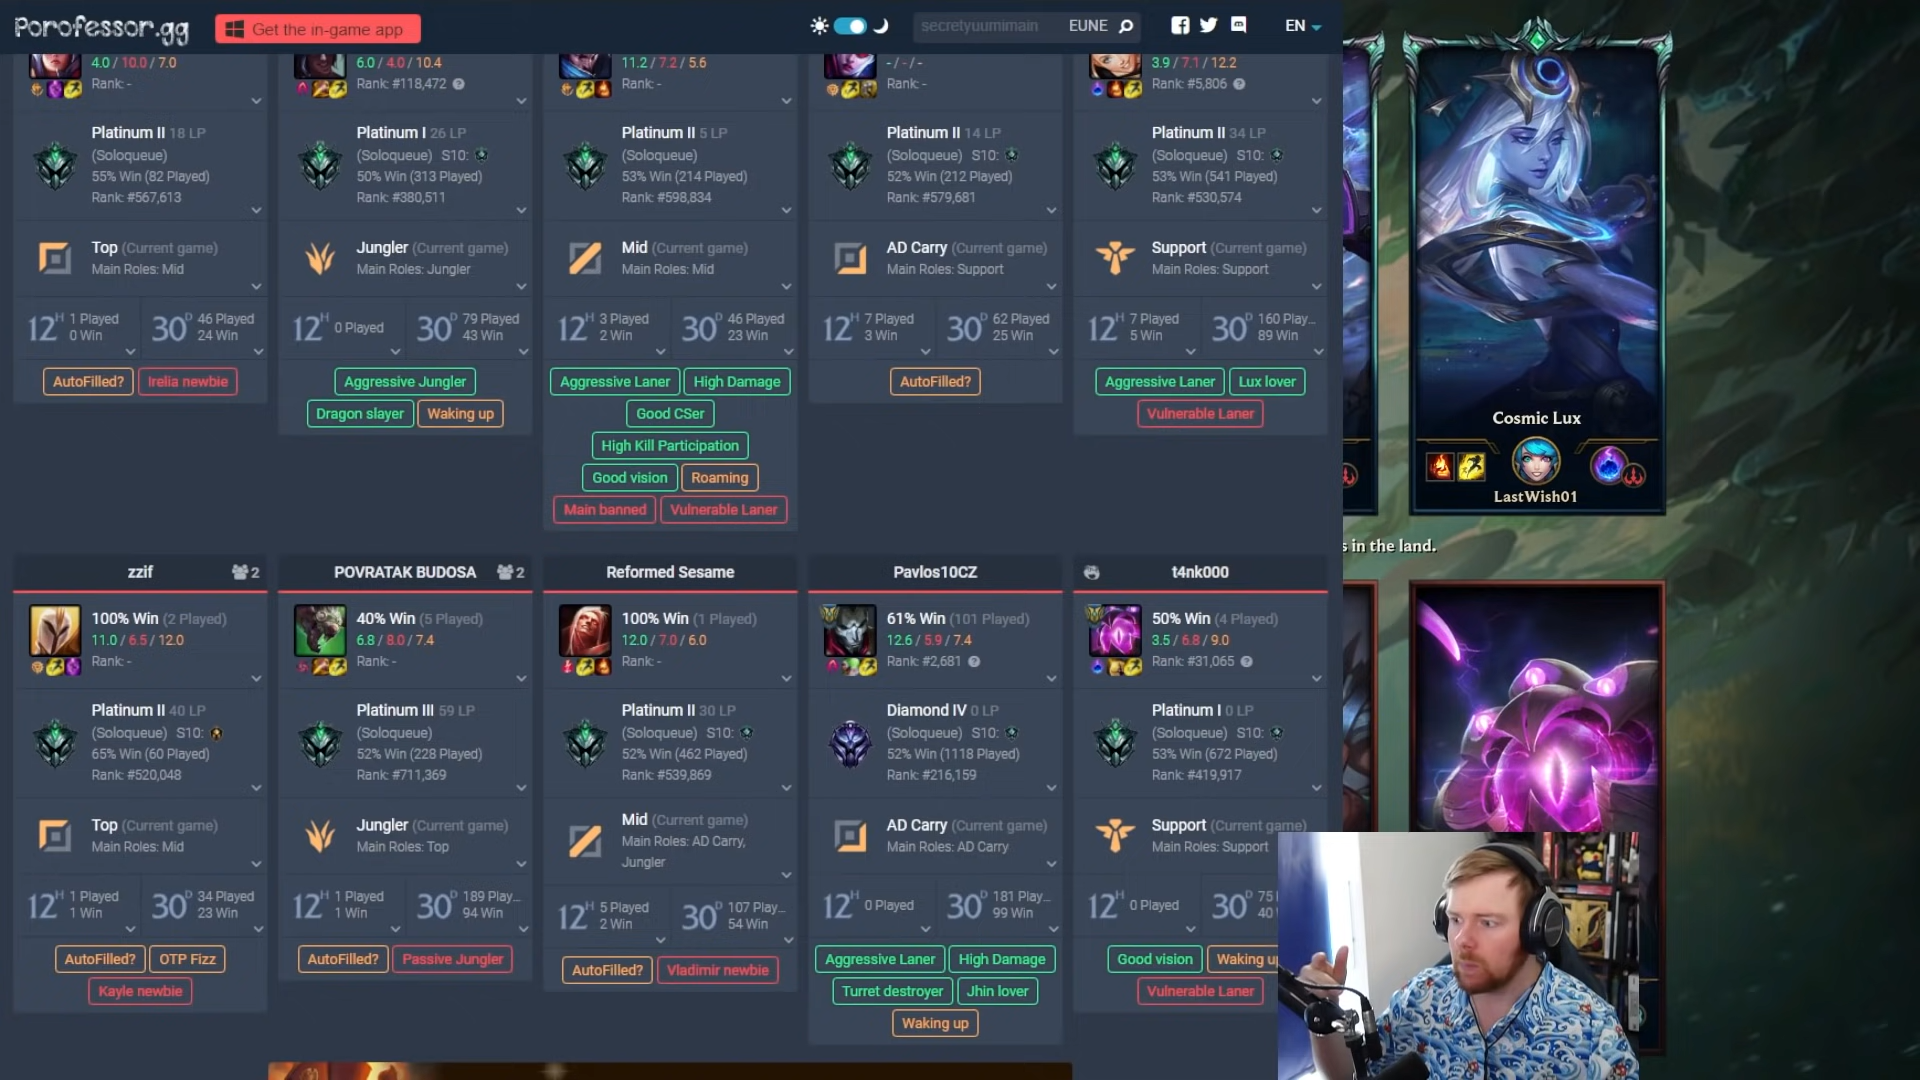 Porofessor.gg
Get the in-game app
secretyuumimain
EUNE
EN
4.0 / 10.0 / 7.0
Rank: -
Platinum II 18 LP
(Soloqueue)
55% Win (82 Played)
Rank: #567,613
Top (Current game)
Main Roles: Mid
12H 1 Played
0 Win
30D 46 Played
24 Win
AutoFilled?
Irelia newbie
6.0 / 4.0 / 10.4
Rank: #118,472
Platinum I 26 LP
(Soloqueue) S10:
50% Win (313 Played)
Rank: #380,511
Jungler (Current game)
Main Roles: Jungler
12H 0 Played
30D 79 Played
43 Win
Aggressive Jungler
Dragon slayer
Waking up
11.2 / 7.2 / 5.6
Rank: -
Platinum II 5 LP
(Soloqueue)
53% Win (214 Played)
Rank: #598,834
Mid (Current game)
Main Roles: Mid
12H 3 Played
2 Win
30D 46 Played
23 Win
Aggressive Laner
High Damage
Good CSer
High Kill Participation
Good vision
Roaming
Main banned
Vulnerable Laner
- / - / -
Rank: -
Platinum II 14 LP
(Soloqueue) S10:
52% Win (212 Played)
Rank: #579,681
AD Carry (Current game)
Main Roles: Support
12H 7 Played
3 Win
30D 62 Played
25 Win
AutoFilled?
3.9 / 7.1 / 12.2
Rank: #5,806
Platinum II 34 LP
(Soloqueue) S10:
53% Win (541 Played)
Rank: #530,574
Support (Current game)
Main Roles: Support
12H 7 Played
5 Win
30D 160 Play...
89 Win
Aggressive Laner
Lux lover
Vulnerable Laner
Cosmic Lux
LastWish01
s in the land.
zzif
2
100% Win (2 Played)
11.0 / 6.5 / 12.0
Rank: -
Platinum II 40 LP
(Soloqueue) S10:
65% Win (60 Played)
Rank: #520,048
Top (Current game)
Main Roles: Mid
12H 1 Played
1 Win
30D 34 Played
23 Win
AutoFilled?
OTP Fizz
Kayle newbie
POVRATAK BUDOSA
2
40% Win (5 Played)
6.8 / 8.0 / 7.4
Rank: -
Platinum III 59 LP
(Soloqueue)
52% Win (228 Played)
Rank: #711,369
Jungler (Current game)
Main Roles: Top
12H 1 Played
1 Win
30D 189 Play...
94 Win
AutoFilled?
Passive Jungler
Reformed Sesame
100% Win (1 Played)
12.0 / 7.0 / 6.0
Rank: -
Platinum II 30 LP
(Soloqueue) S10:
52% Win (462 Played)
Rank: #539,869
Mid (Current game)
Main Roles: AD Carry,
Jungler
12H 5 Played
2 Win
30D 107 Play...
54 Win
AutoFilled?
Vladimir newbie
Pavlos10CZ
61% Win (101 Played)
12.6 / 5.9 / 7.4
Rank: #2,681
Diamond IV 0 LP
(Soloqueue) S10:
52% Win (1118 Played)
Rank: #216,159
AD Carry (Current game)
Main Roles: AD Carry
12H 0 Played
30D 181 Play...
99 Win
Aggressive Laner
High Damage
Turret destroyer
Jhin lover
Waking up
t4nk000
50% Win (4 Played)
3.5 / 6.8 / 9.0
Rank: #31,065
Platinum I 0 LP
(Soloqueue) S10:
53% Win (672 Played)
Rank: #419,917
Support (Current game)
Main Roles: Support
12H 0 Played
30D 75
40
Good vision
Waking u
Vulnerable Laner